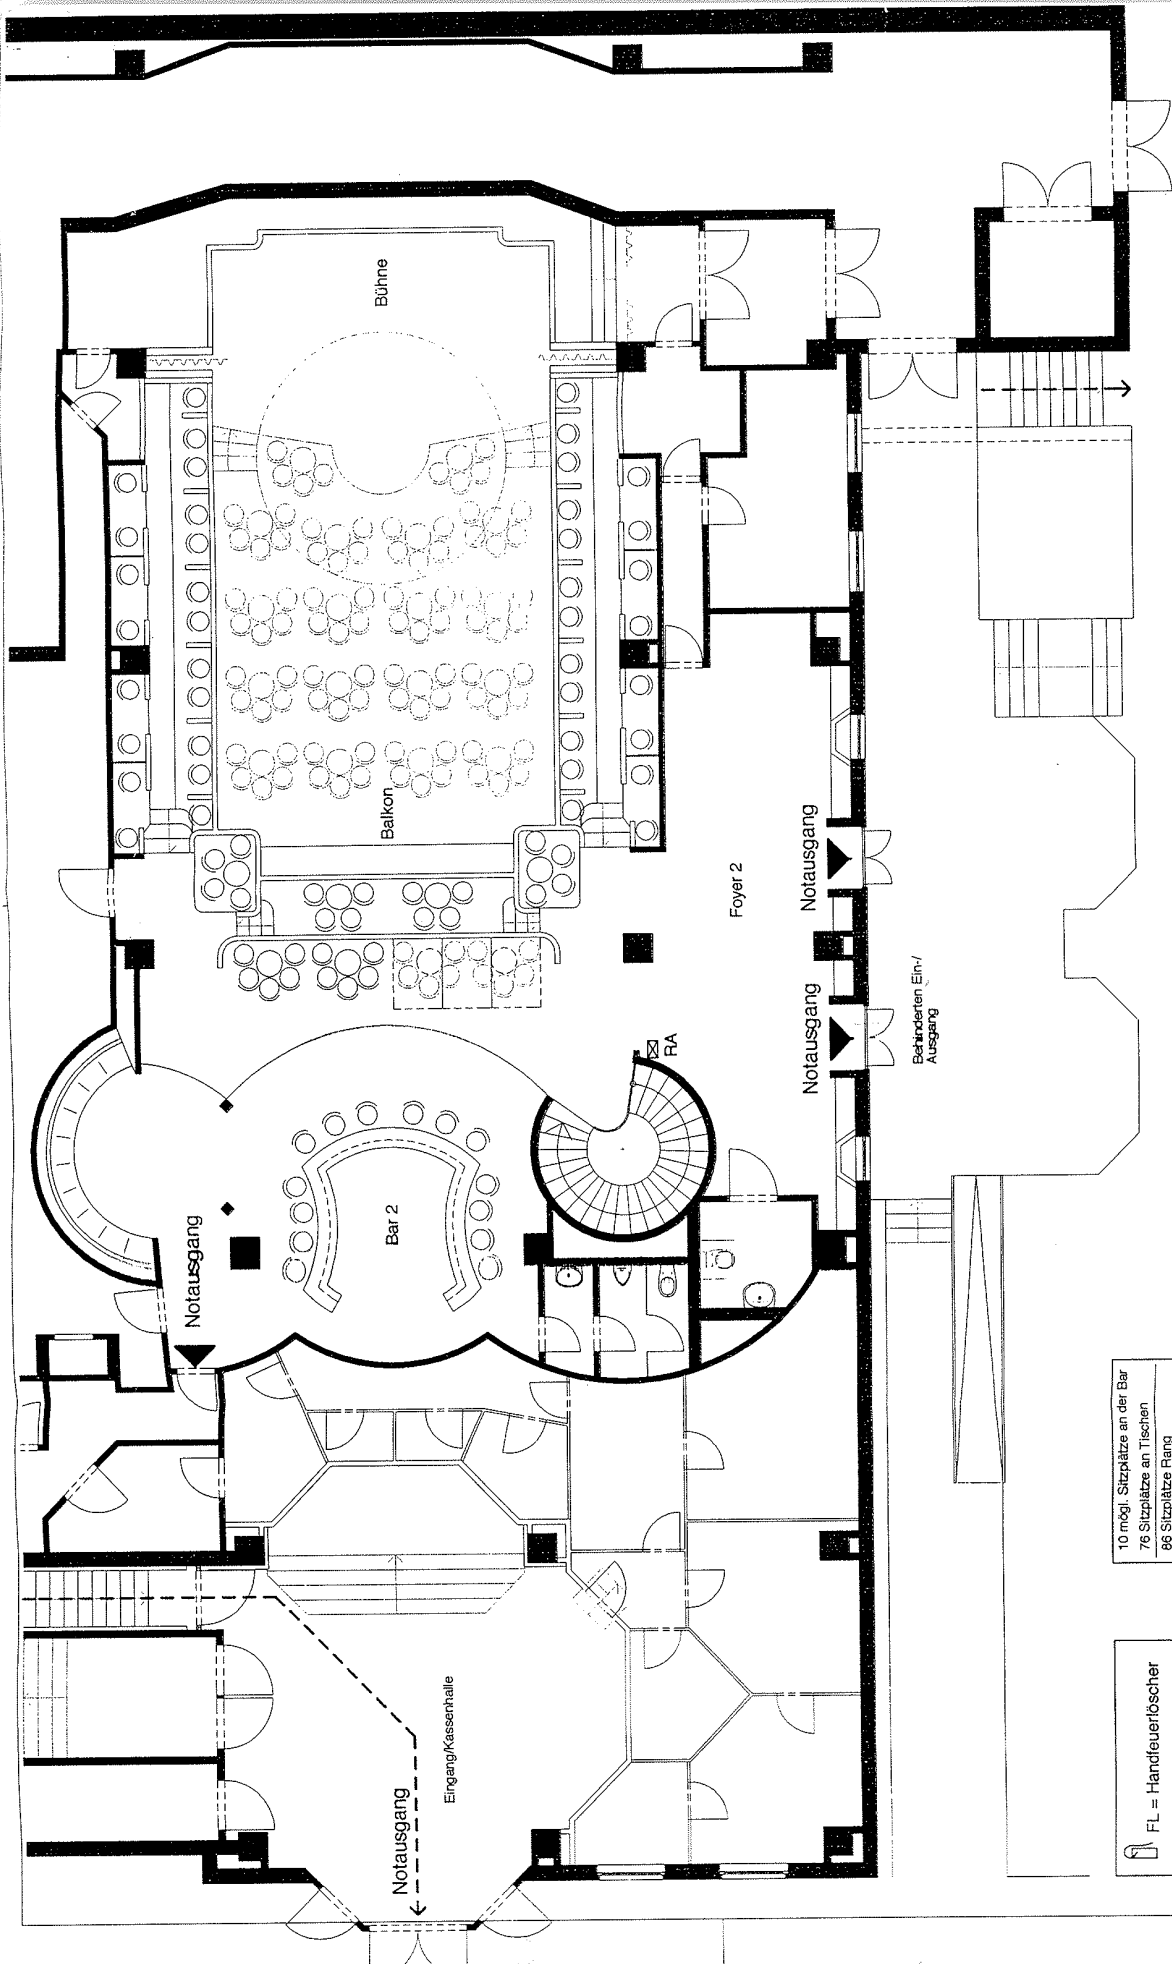 Bühne
Balkon
Foyer 2
Notausgang
Notausgang
Behinderten Ein-/
Ausgang
RA
Bar 2
Notausgang
Eingang/Kassenhalle
Notausgang
10 mögl. Sitzplätze an der Bar
76 Sitzplätze an Tischen
86 Sitzplätze Rang
FL = Handfeuerlöscher